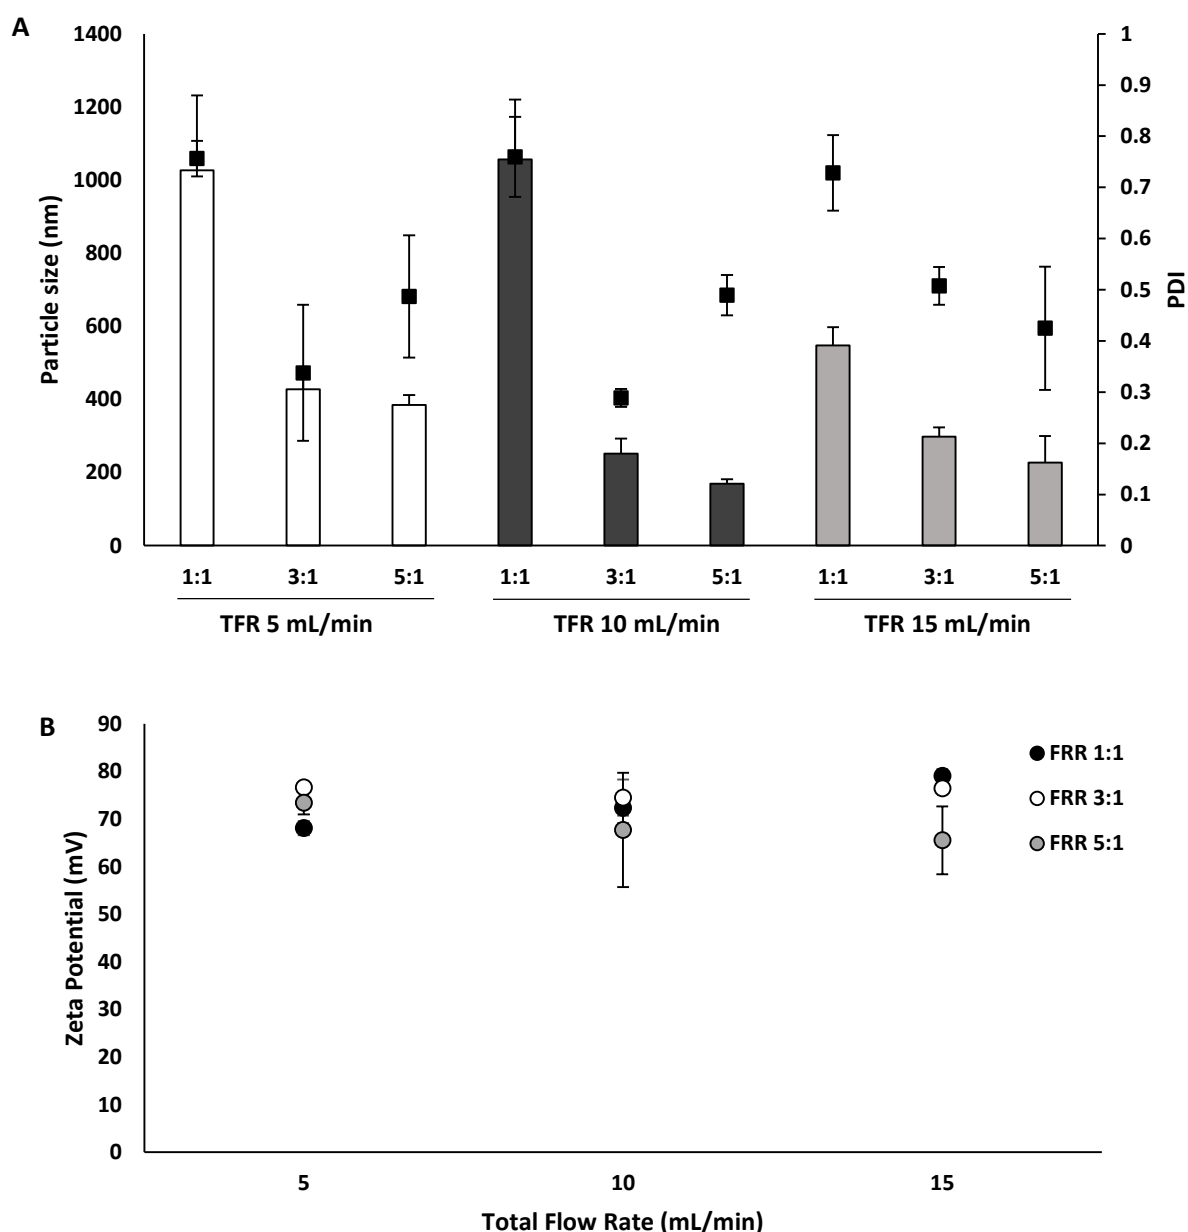 A
1400
1200
1000
800
600
400
200
0
Particle size (nm)
1
0.9
0.8
0.7
0.6
0.5
0.4
0.3
0.2
0.1
0
PDI
1:1 3:1 5:1 1:1 3:1 5:1 1:1 3:1 5:1
TFR 5 mL/min TFR 10 mL/min TFR 15 mL/min
B
90
80
70
60
50
40
30
20
10
0
Zeta Potential (mV)
FRR 1:1
FRR 3:1
FRR 5:1
5 10 15
Total Flow Rate (mL/min)